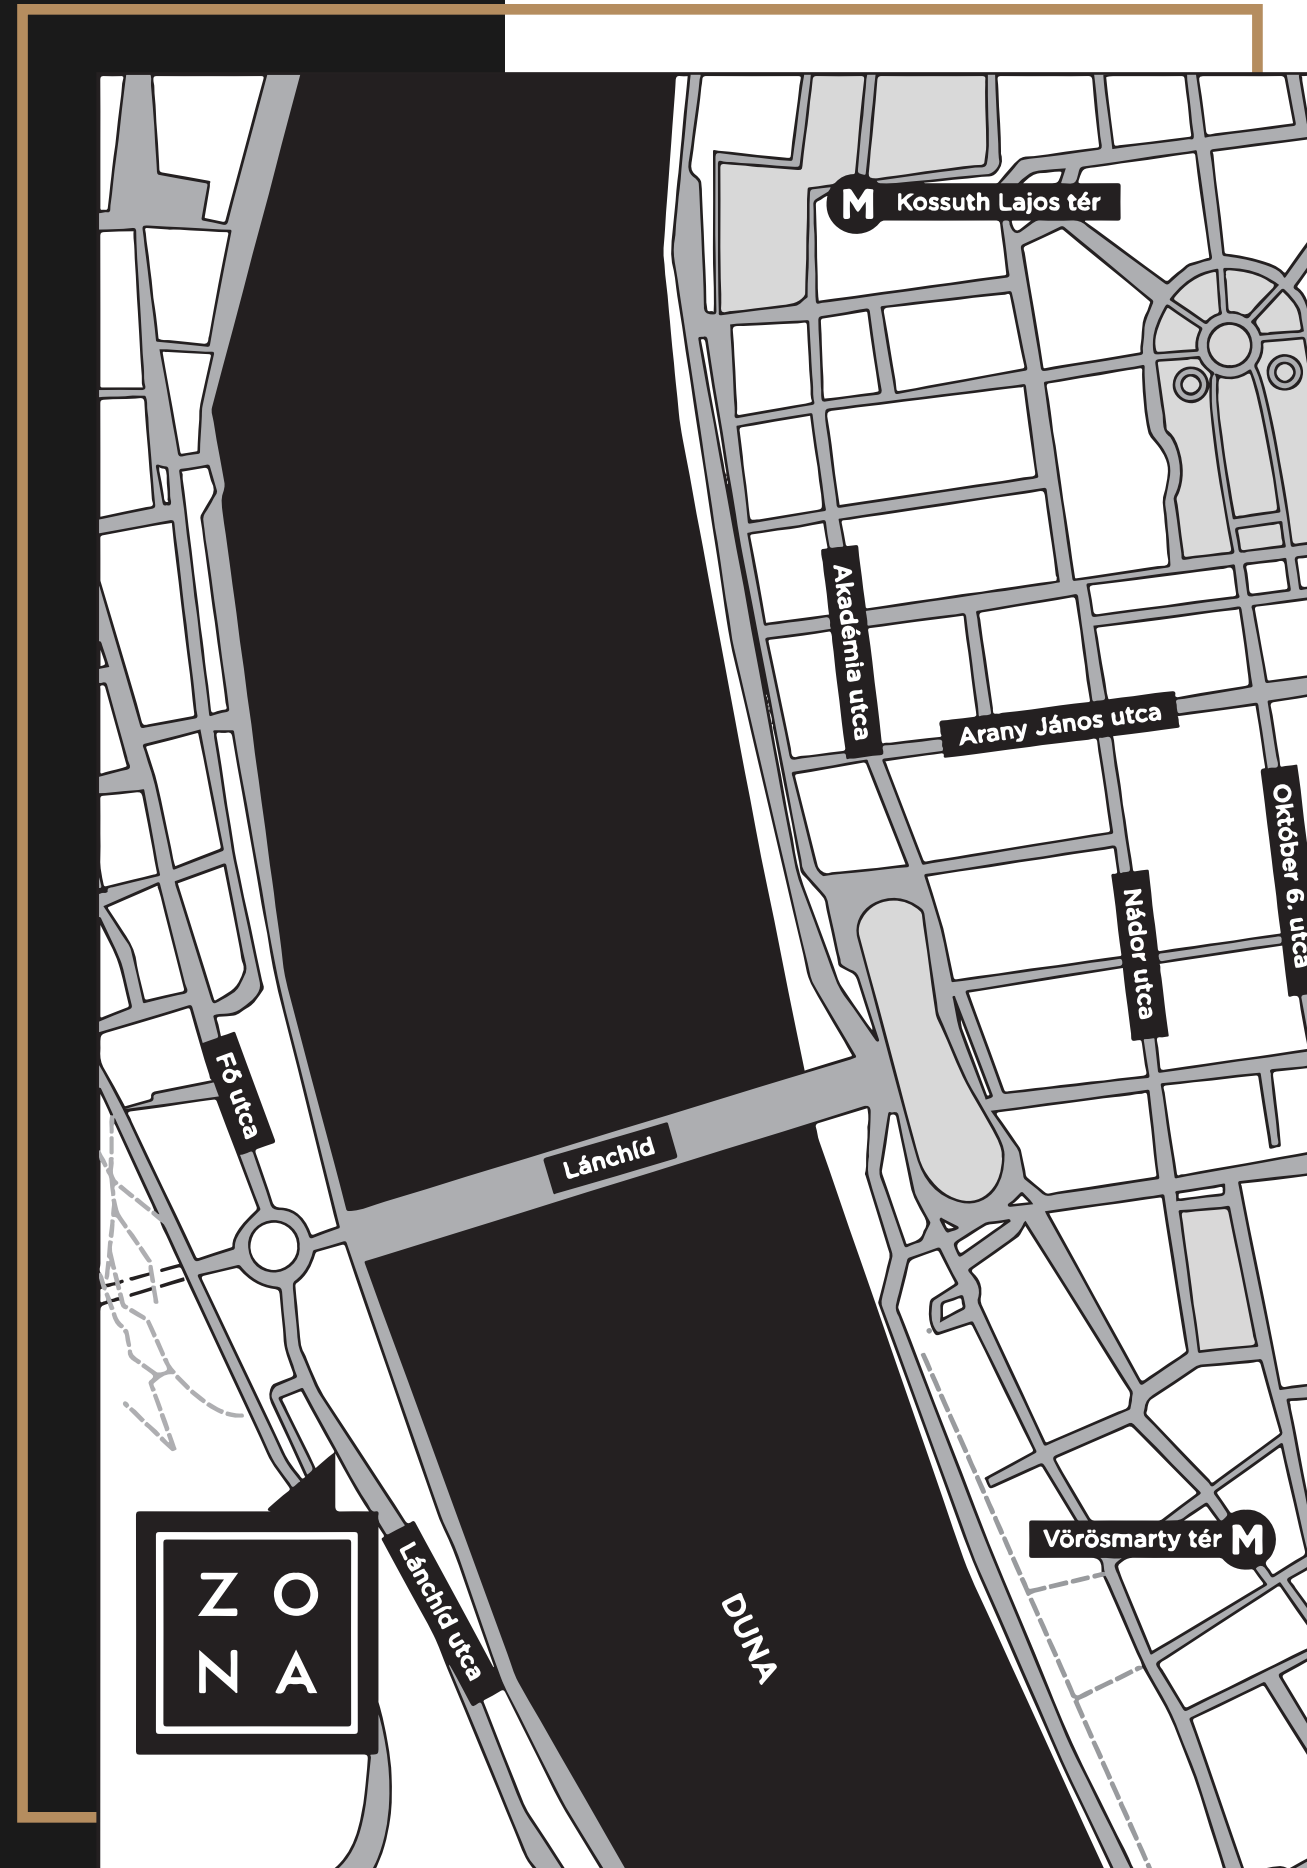 M Kossuth Lajos tér
Akadémia utca
Arany János utca
Október 6. utca
Nádor utca
Fő utca
Lánchíd
Vörösmarty tér M
Lánchíd utca
DUNA
Z O
N A